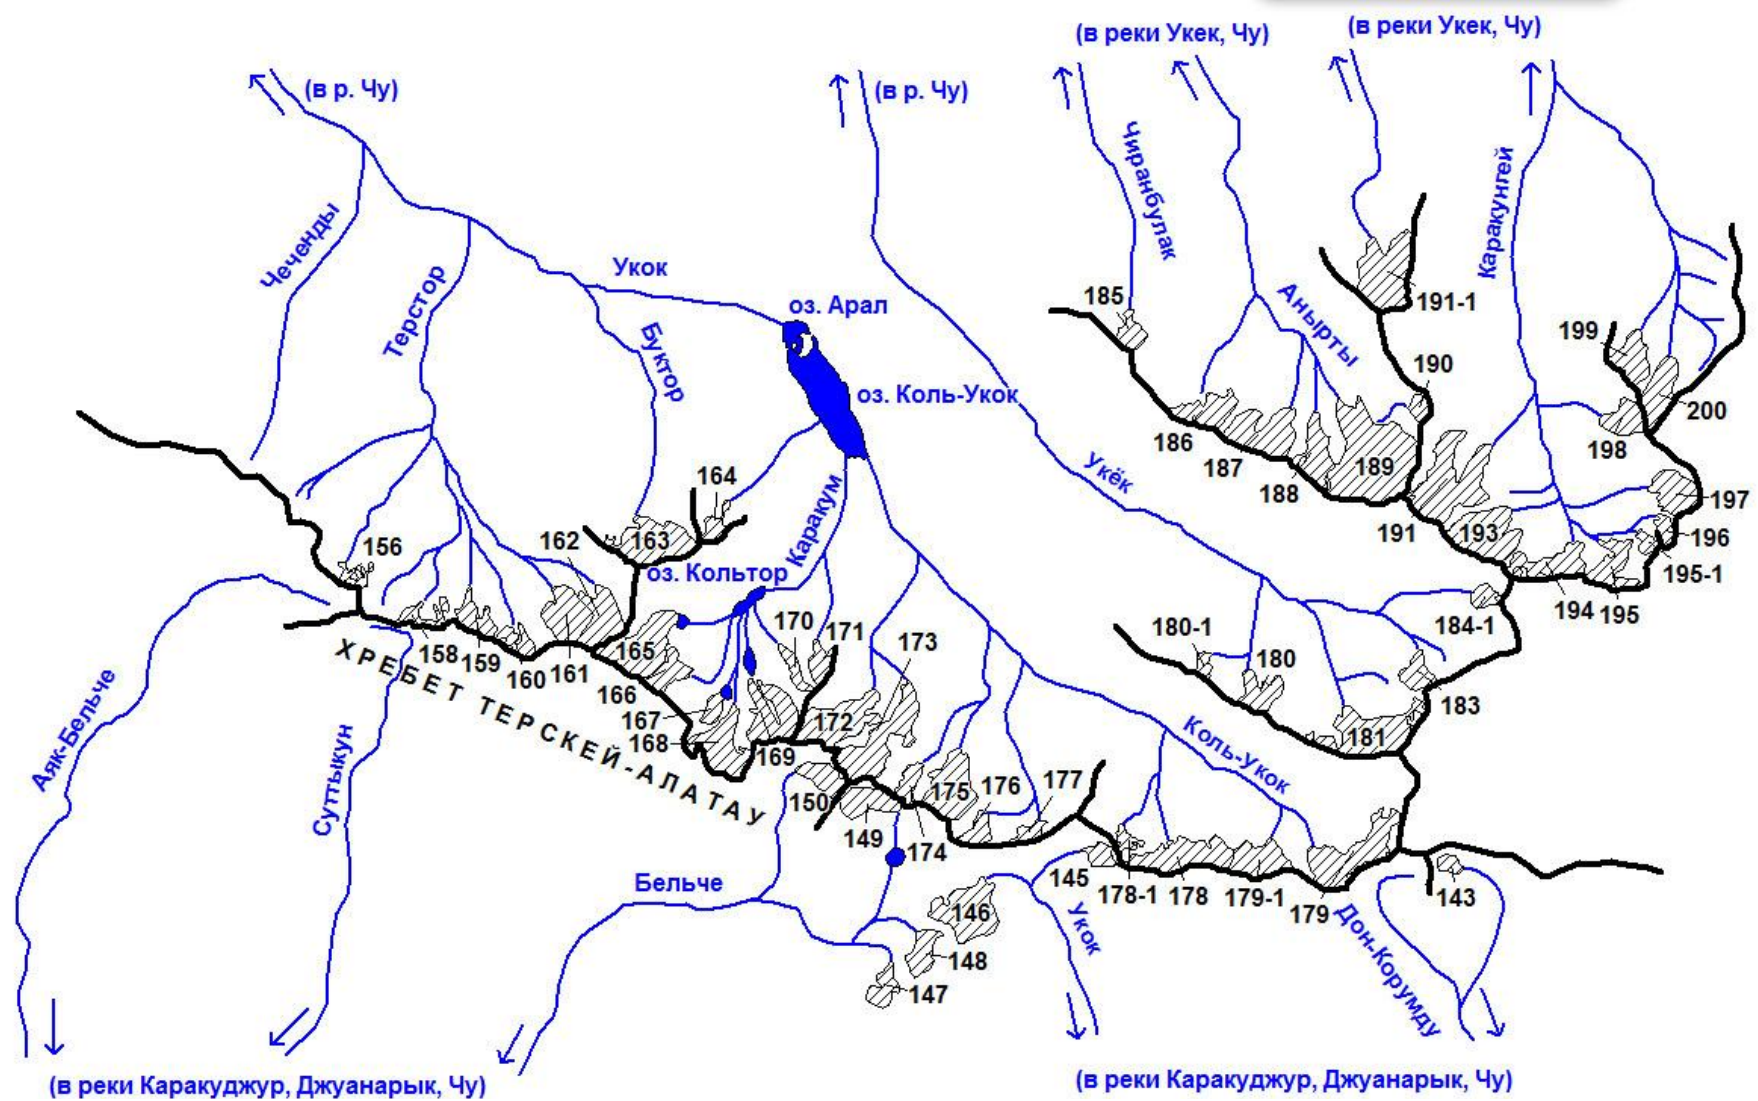 (в реки Укек, Чу)
(в реки Укек, Чу)
(в р. Чу)
(в р. Чу)
Чиранбулак
Каракунгей
Чеченды
Терстор
Укок
Буктор
оз. Арал
оз. Коль-Укок
Анырты
185
191-1
190
199
200
186
187
188
189
198
191
193
197
196
195-1
194
195
Укёк
164
163
162
156
Каракум
оз. Кольтор
170
171
173
180-1
180
184-1
183
181
158
159
160
161
165
166
167
168
169
172
ХРЕБЕТ ТЕРСКЕЙ-АЛАТАУ
Аяк-Бельче
Суттыкун
Коль-Укок
150
149
174
175
176
177
145
178-1
178
179-1
179
143
Бельче
146
148
147
Укок
Дон-Корумду
(в реки Каракуджур, Джуанарык, Чу)
(в реки Каракуджур, Джуанарык, Чу)